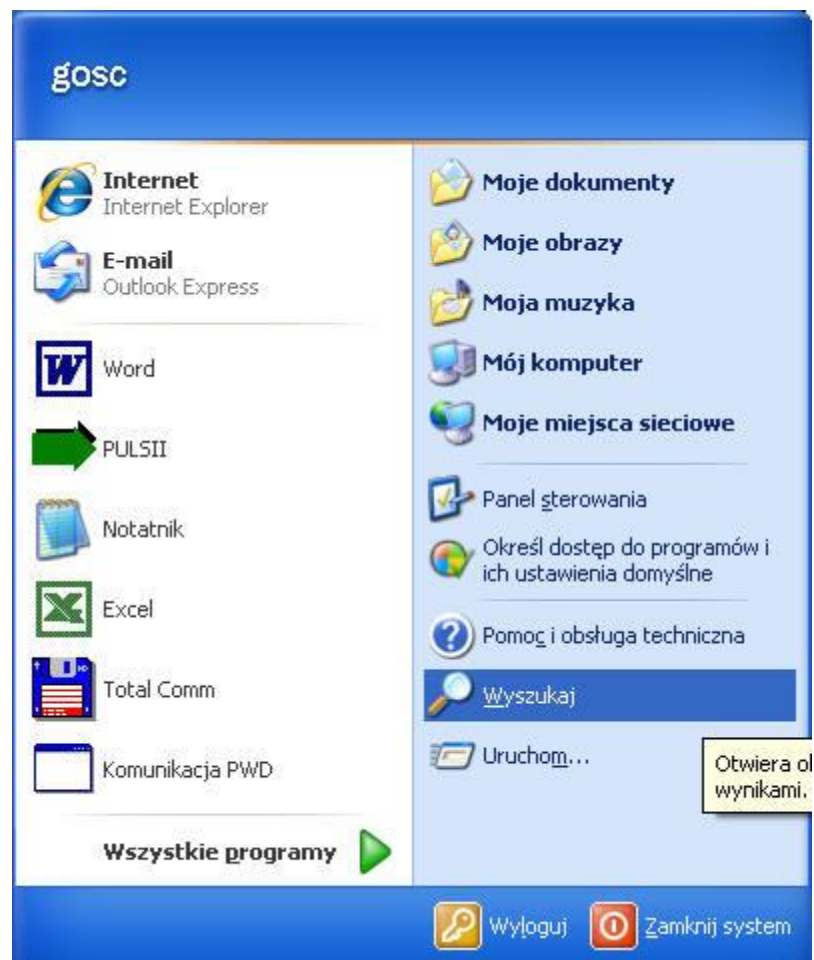 gosc
Internet
Internet Explorer
E-mail
Outlook Express
Word
PULSII
Notatnik
Excel
Total Comm
Komunikacja PWD
Wszystkie programy
Moje dokumenty
Moje obrazy
Moja muzyka
Mój komputer
Moje miejsca sieciowe
Panel sterowania
Określ dostęp do programów i
ich ustawienia domyślne
Pomoc i obsługa techniczna
Wyszukaj
Uruchom...
Otwiera
wynikami.
Wyloguj
Zamknij system